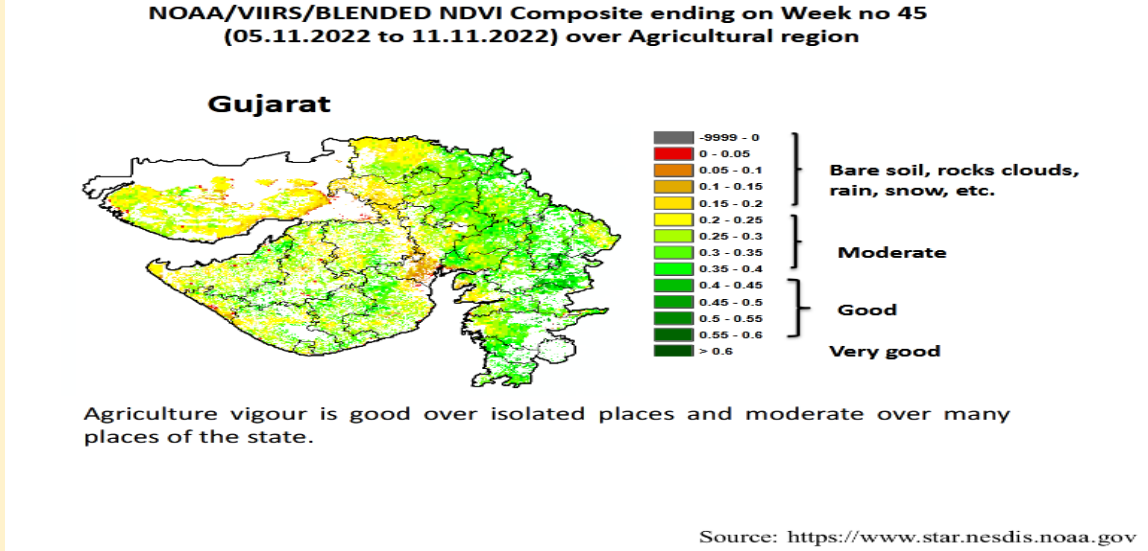 NOAA/VIIRS/BLENDED NDVI Composite ending on Week no 45
(05.11.2022 to 11.11.2022) over Agricultural region
Gujarat
-9999 - 0
0 - 0.05
0.05 - 0.1
0.1 - 0.15
0.15 - 0.2
0.2 - 0.25
0.25 - 0.3
0.3 - 0.35
0.35 - 0.4
0.4 - 0.45
0.45 - 0.5
0.5 - 0.55
0.55 - 0.6
> 0.6
Bare soil, rocks clouds,
rain, snow, etc.
Moderate
Good
Very good
Agriculture vigour is good over isolated places and moderate over many
places of the state.
Source: https://www.star.nesdis.noaa.gov